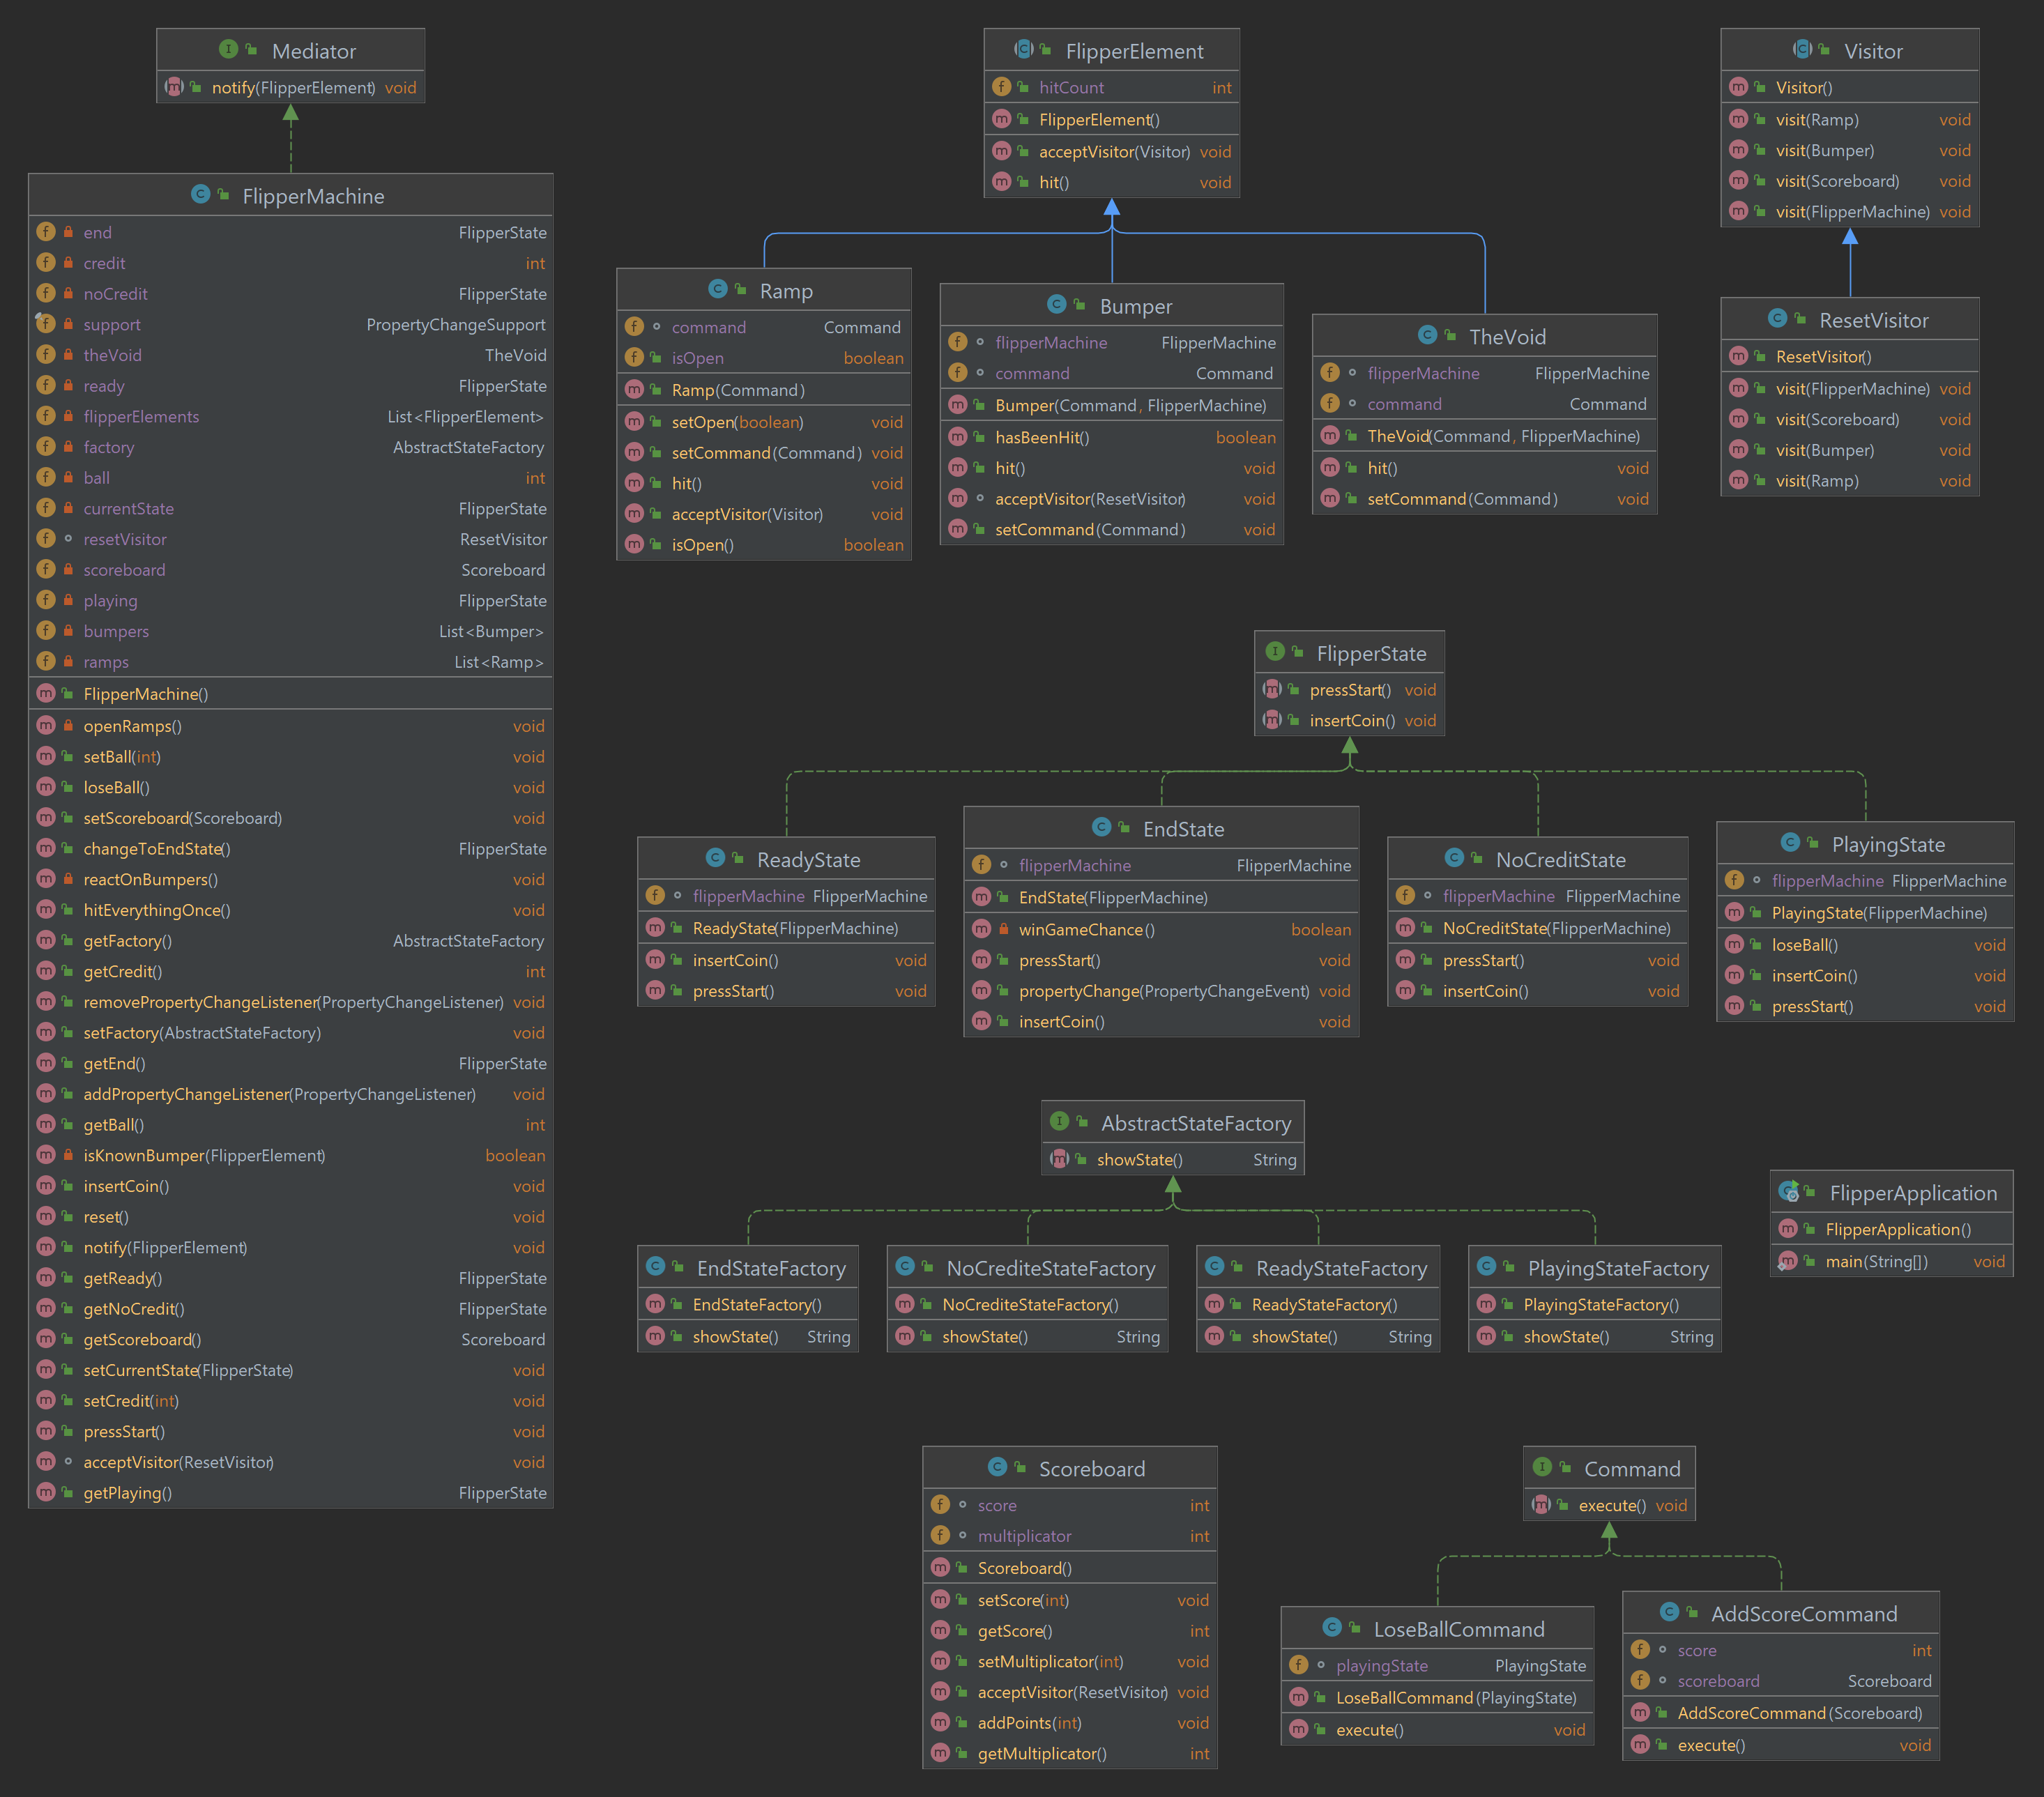 Mediator
notify(FlipperElement) void
FlipperMachine
end FlipperState
credit int
noCredit FlipperState
support PropertyChangeSupport
theVoid TheVoid
ready FlipperState
flipperElements List<FlipperElement>
factory AbstractStateFactory
ball int
currentState FlipperState
resetVisitor ResetVisitor
scoreboard Scoreboard
playing FlipperState
bumpers List<Bumper>
ramps List<Ramp>
FlipperMachine()
openRamps() void
setBall(int) void
loseBall() void
setScoreboard(Scoreboard) void
changeToEndState() FlipperState
reactOnBumpers() void
hitEverythingOnce() void
getFactory() AbstractStateFactory
getCredit() int
removePropertyChangeListener(PropertyChangeListener) void
setFactory(AbstractStateFactory) void
getEnd() FlipperState
addPropertyChangeListener(PropertyChangeListener) void
getBall() int
isKnownBumper(FlipperElement) boolean
insertCoin() void
reset() void
notify(FlipperElement) void
getReady() FlipperState
getNoCredit() FlipperState
getScoreboard() Scoreboard
setCurrentState(FlipperState) void
setCredit(int) void
pressStart() void
acceptVisitor(ResetVisitor) void
getPlaying() FlipperState
FlipperElement
hitCount int
FlipperElement()
acceptVisitor(Visitor) void
hit() void
Visitor
Visitor()
visit(Ramp) void
visit(Bumper) void
visit(Scoreboard) void
visit(FlipperMachine) void
Ramp
command Command
isOpen boolean
Ramp(Command)
setOpen(boolean) void
setCommand(Command) void
hit() void
acceptVisitor(Visitor) void
isOpen() boolean
Bumper
flipperMachine FlipperMachine
command Command
Bumper(Command, FlipperMachine)
hasBeenHit() boolean
hit() void
acceptVisitor(ResetVisitor) void
setCommand(Command) void
TheVoid
flipperMachine FlipperMachine
command Command
TheVoid(Command, FlipperMachine)
hit() void
setCommand(Command) void
ResetVisitor
ResetVisitor()
visit(FlipperMachine) void
visit(Scoreboard) void
visit(Bumper) void
visit(Ramp) void
FlipperState
pressStart() void
insertCoin() void
ReadyState
flipperMachine FlipperMachine
ReadyState(FlipperMachine)
insertCoin() void
pressStart() void
EndState
flipperMachine FlipperMachine
EndState(FlipperMachine)
winGameChance() boolean
pressStart() void
propertyChange(PropertyChangeEvent) void
insertCoin() void
NoCreditState
flipperMachine FlipperMachine
NoCreditState(FlipperMachine)
pressStart() void
insertCoin() void
PlayingState
flipperMachine FlipperMachine
PlayingState(FlipperMachine)
loseBall() void
insertCoin() void
pressStart() void
AbstractStateFactory
showState() String
EndStateFactory
EndStateFactory()
showState() String
NoCrediteStateFactory
NoCrediteStateFactory()
showState() String
ReadyStateFactory
ReadyStateFactory()
showState() String
PlayingStateFactory
PlayingStateFactory()
showState() String
FlipperApplication
FlipperApplication()
main(String[]) void
Scoreboard
score int
multiplicator int
Scoreboard()
setScore(int) void
getScore() int
setMultiplicator(int) void
acceptVisitor(ResetVisitor) void
addPoints(int) void
getMultiplicator() int
Command
execute() void
LoseBallCommand
playingState PlayingState
LoseBallCommand(PlayingState)
execute() void
AddScoreCommand
score int
scoreboard Scoreboard
AddScoreCommand(Scoreboard)
execute() void